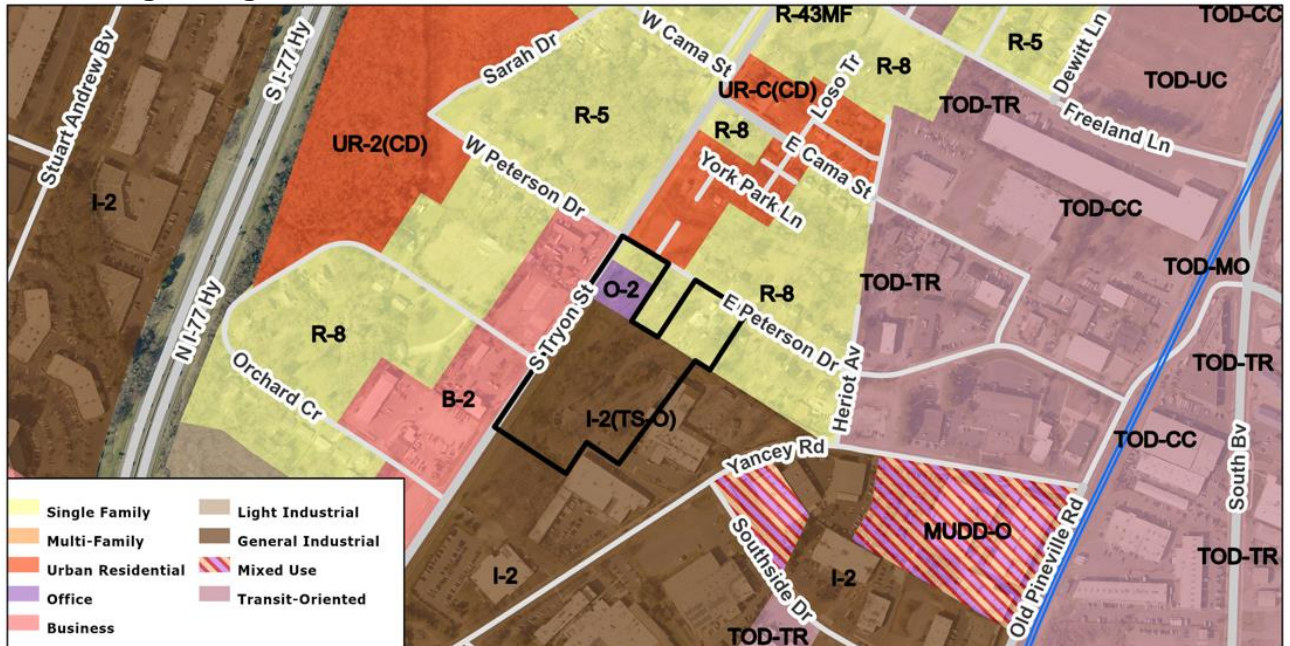 R-43MF
TOD-CC
Stuart Andrew Bv
S I-77 Hy
Sarah Dr
W Cama St
R-5
Dewitt Ln
R-8
TOD-UC
Loso Tr
UR-C(CD)
TOD-TR
Freeland Ln
R-5
R-8
UR-2(CD)
E Cama St
W Peterson Dr
York Park Ln
I-2
TOD-CC
TOD-MO
N I-77 Hy
O-2
R-8
TOD-TR
E Peterson Dr
S Tryon St
R-8
Heriot Av
TOD-TR
Orchard Cr
B-2
I-2(TS-O)
TOD-CC
South Bv
Yancey Rd
Single Family
Light Industrial
Multi-Family
General Industrial
Urban Residential
Mixed Use
Office
Transit-Oriented
Business
MUDD-O
Old Pineville Rd
Southside Dr
I-2
I-2
TOD-TR
TOD-TR